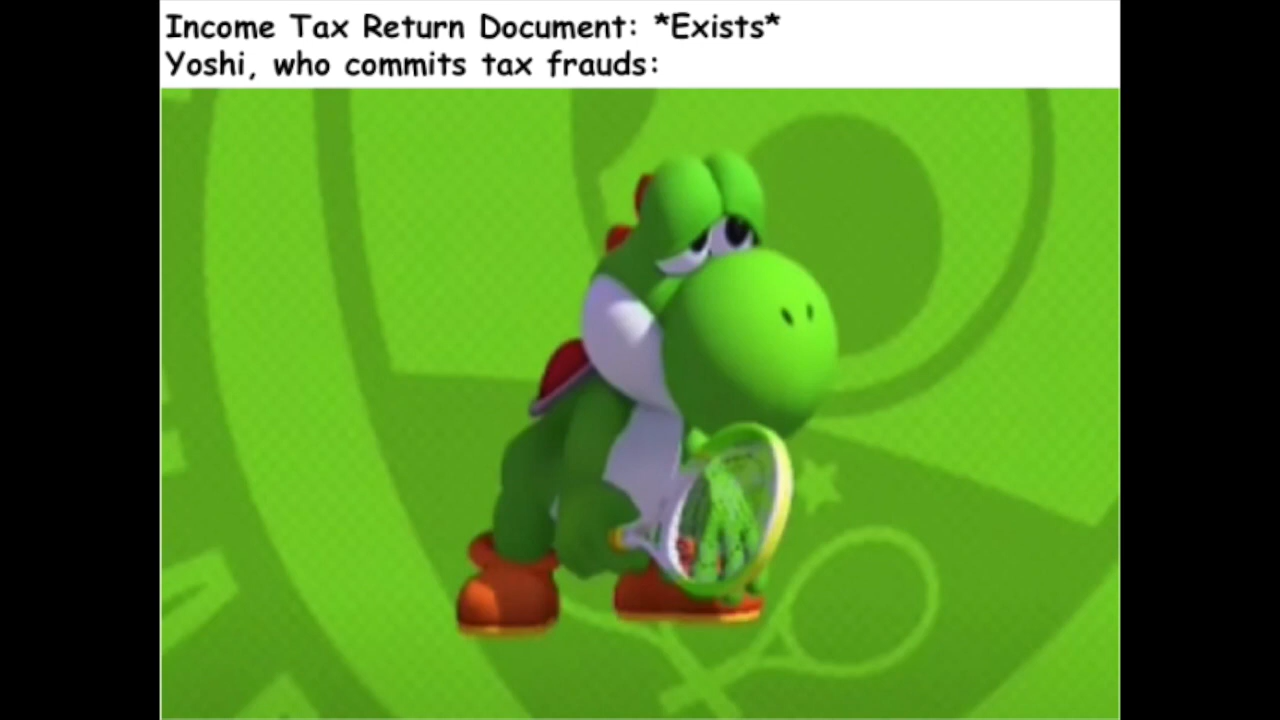 Income Tax Return Document: *Exists*
Yoshi, who commits tax frauds: